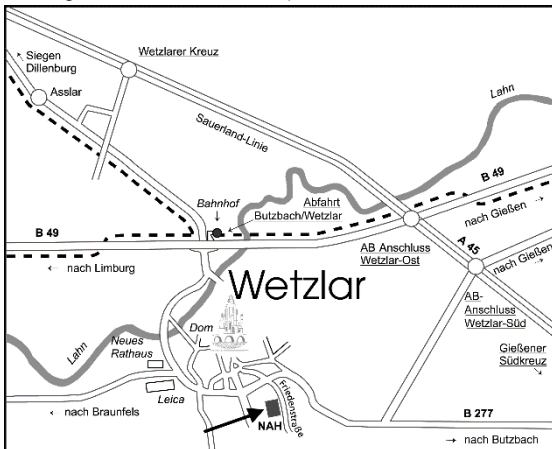 Siegen
Dillenburg
Wetzlarer Kreuz
Asslar
Sauerland-Linie
Lahn
B 49
Bahnhof
Abfahrt
Butzbach/Wetzlar
nach Gießen →
B 49
← nach Limburg
AB Anschluss
Wetzlar-Ost
A 45
nach Gießen →
Wetzlar
AB-
Anschluss
Wetzlar-Süd
Dom
Neues
Rathaus
Lahn
Gießener
Südkreuz
Leica
Friedenstraße
← nach Braunfels
NAH
B 277
→ nach Butzbach